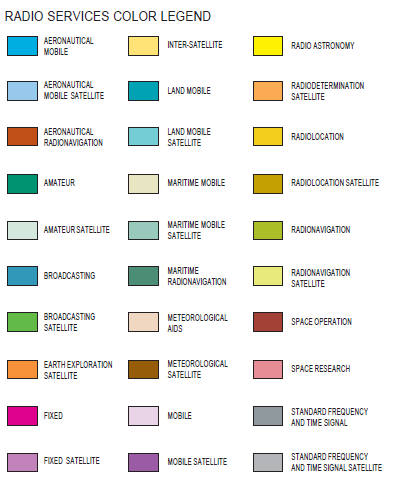 RADIO SERVICES COLOR LEGEND
AERONAUTICAL
MOBILE
INTER-SATELLITE
RADIO ASTRONOMY
AERONAUTICAL
MOBILE SATELLITE
LAND MOBILE
RADIODETERMINATION
SATELLITE
AERONAUTICAL
RADIONAVIGATION
LAND MOBILE
SATELLITE
RADIOLOCATION
AMATEUR
MARITIME MOBILE
RADIOLOCATION SATELLITE
AMATEUR SATELLITE
MARITIME MOBILE
SATELLITE
RADIONAVIGATION
BROADCASTING
MARITIME
RADIONAVIGATION
RADIONAVIGATION
SATELLITE
BROADCASTING
SATELLITE
METEOROLOGICAL
AIDS
SPACE OPERATION
EARTH EXPLORATION
SATELLITE
METEOROLOGICAL
SATELLITE
SPACE RESEARCH
FIXED
MOBILE
STANDARD FREQUENCY
AND TIME SIGNAL
FIXED SATELLITE
MOBILE SATELLITE
STANDARD FREQUENCY
AND TIME SIGNAL SATELLITE